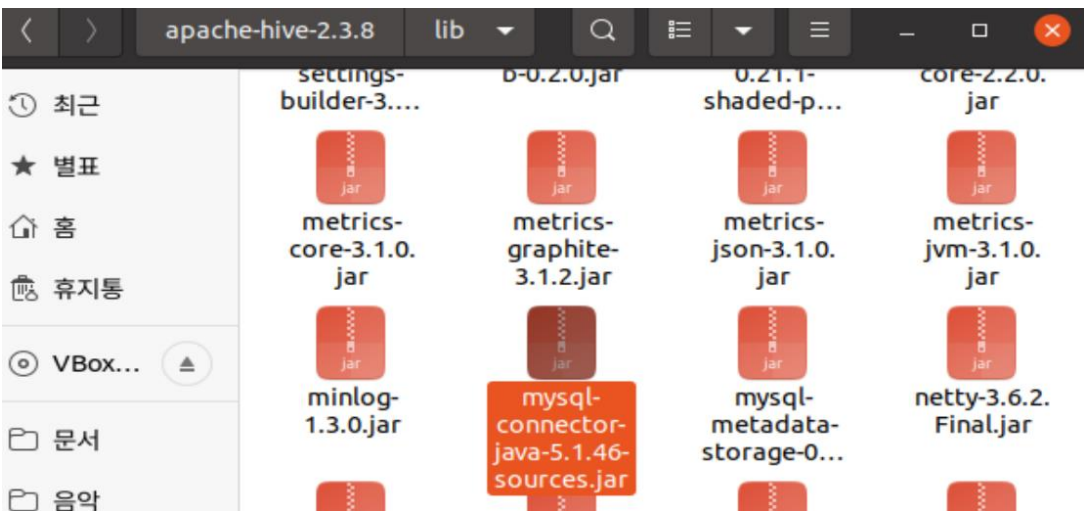 apache-hive-2.3.8 lib
최근
별표
홈
휴지통
VBox...
문서
음악
settings-
builder-3....
b-0.2.0.jar
0.21.1-
shaded-p...
core-2.2.0.
jar
jar
metrics-
core-3.1.0.
jar
jar
metrics-
graphite-
3.1.2.jar
jar
metrics-
json-3.1.0.
jar
jar
metrics-
jvm-3.1.0.
jar
jar
minlog-
1.3.0.jar
jar
mysql-
connector-
java-5.1.46-
sources.jar
jar
mysql-
metadata-
storage-0...
jar
netty-3.6.2.
Final.jar